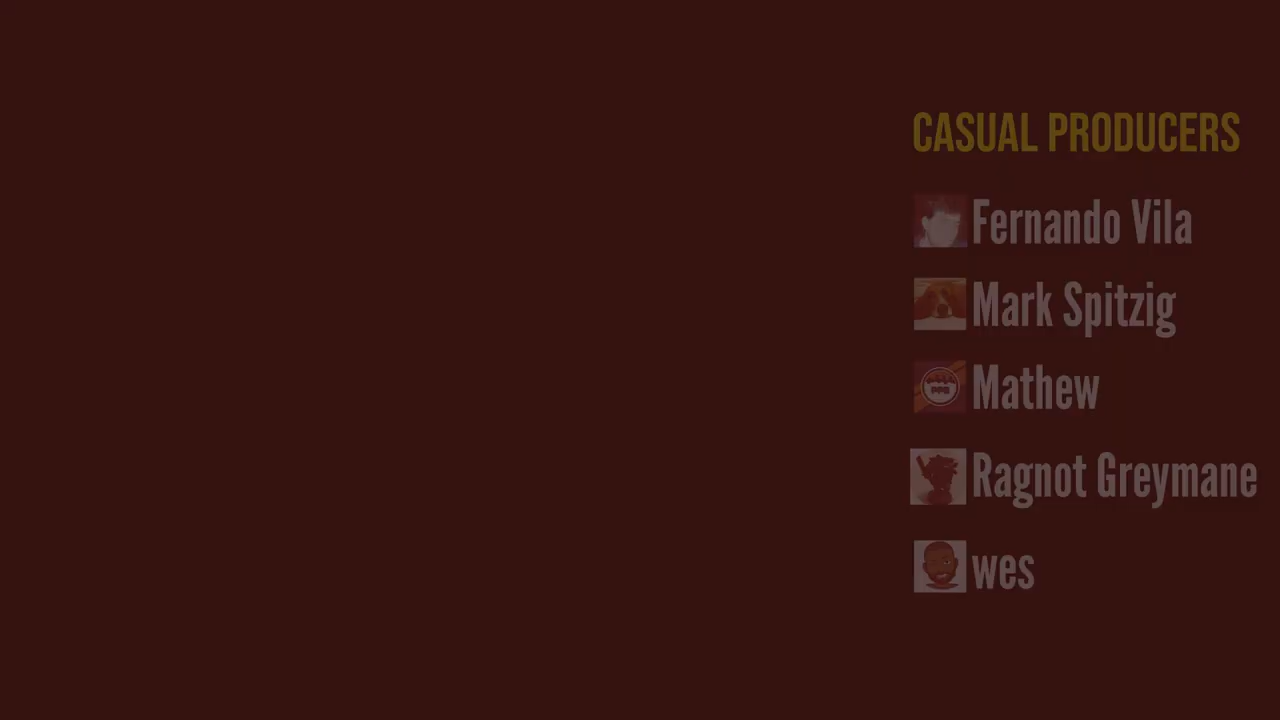 CASUAL PRODUCERS
Fernando Vila
Mark Spitzig
Mathew
Ragnot Greymane
wes